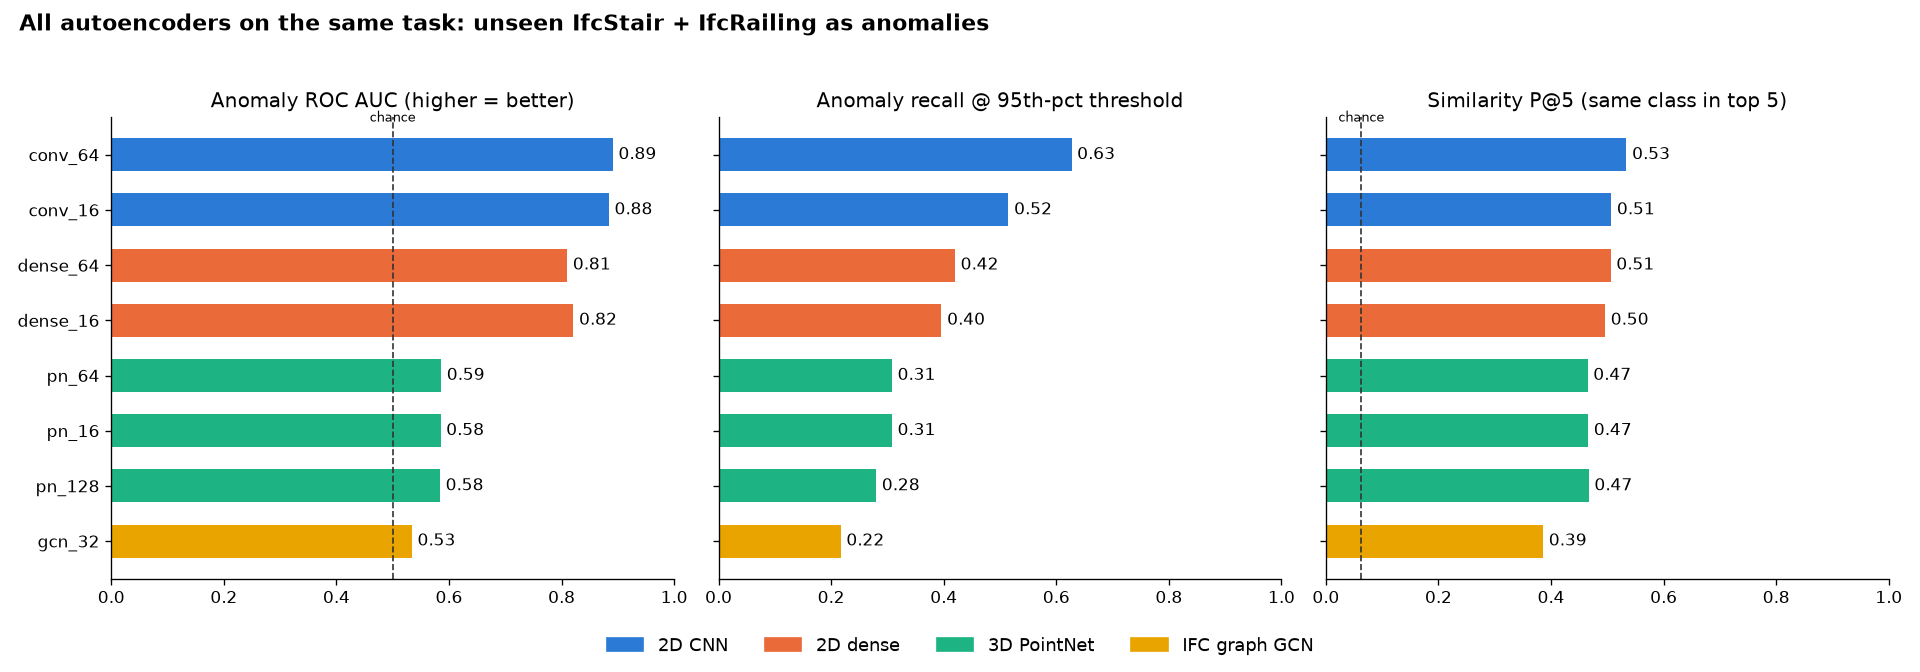 All autoencoders on the same task: unseen IfcStair + IfcRailing as anomalies
Anomaly ROC AUC (higher = better)
chance
conv_64
0.89
conv_16
0.88
dense_64
0.81
dense_16
0.82
pn_64
0.59
pn_16
0.58
pn_128
0.58
gcn_32
0.53
0.0 0.2 0.4 0.6 0.8 1.0
Anomaly recall @ 95th-pct threshold
0.63
0.52
0.42
0.40
0.31
0.31
0.28
0.22
0.0 0.2 0.4 0.6 0.8 1.0
Similarity P@5 (same class in top 5)
chance
0.53
0.51
0.51
0.50
0.47
0.47
0.47
0.39
0.0 0.2 0.4 0.6 0.8 1.0
2D CNN 2D dense 3D PointNet IFC graph GCN